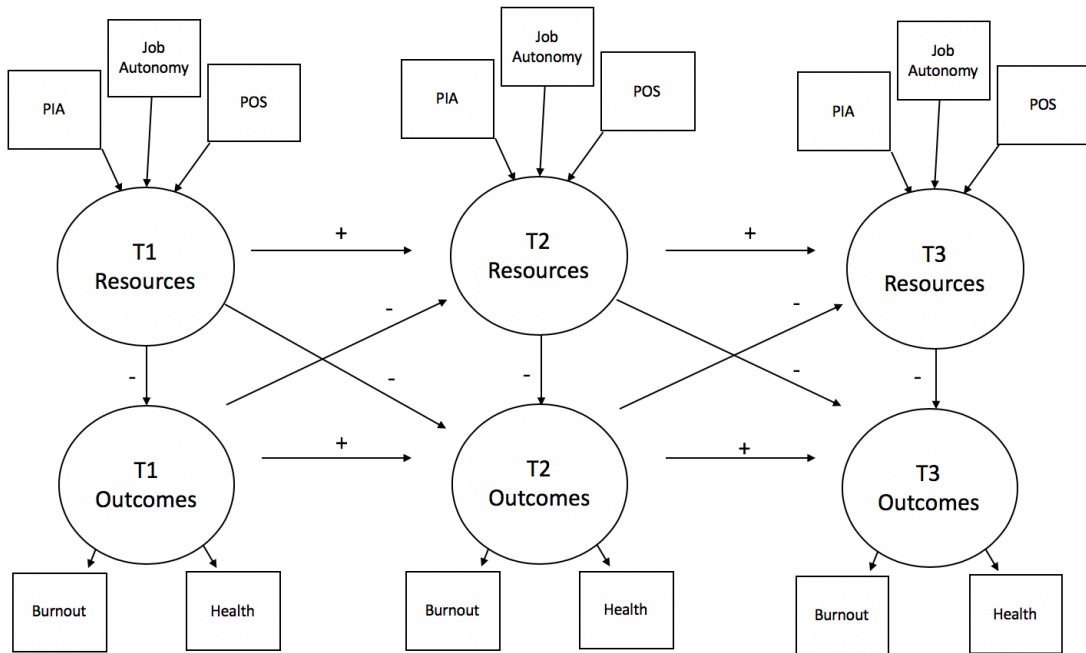 Job
Autonomy
PIA
POS
Job
Autonomy
PIA
POS
Job
Autonomy
PIA
POS
T1
Resources
+
T2
Resources
+
T3
Resources
-
-
-
-
-
-
-
T1
Outcomes
+
T2
Outcomes
+
T3
Outcomes
Burnout
Health
Burnout
Health
Burnout
Health